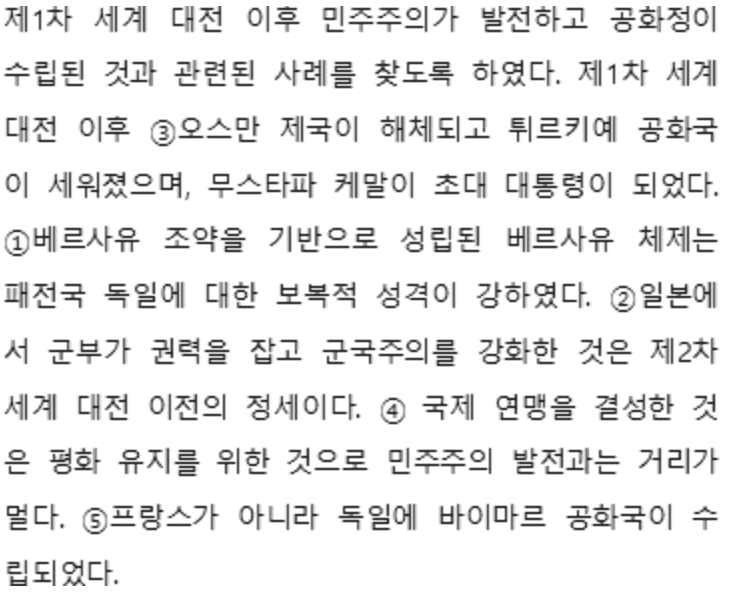 제1차 세계 대전 이후 민주주의가 발전하고 공화정이
수립된 것과 관련된 사례를 찾도록 하였다. 제1차 세계
대전 이후 ③오스만 제국이 해체되고 튀르키예 공화국
이 세워졌으며, 무스타파 케말이 초대 대통령이 되었다.
①베르사유 조약을 기반으로 성립된 베르사유 체제는
패전국 독일에 대한 보복적 성격이 강하였다. ②일본에
서 군부가 권력을 잡고 군국주의를 강화한 것은 제2차
세계 대전 이전의 정세이다. ④ 국제 연맹을 결성한 것
은 평화 유지를 위한 것으로 민주주의 발전과는 거리가
멀다. ⑤프랑스가 아니라 독일에 바이마르 공화국이 수
립되었다.